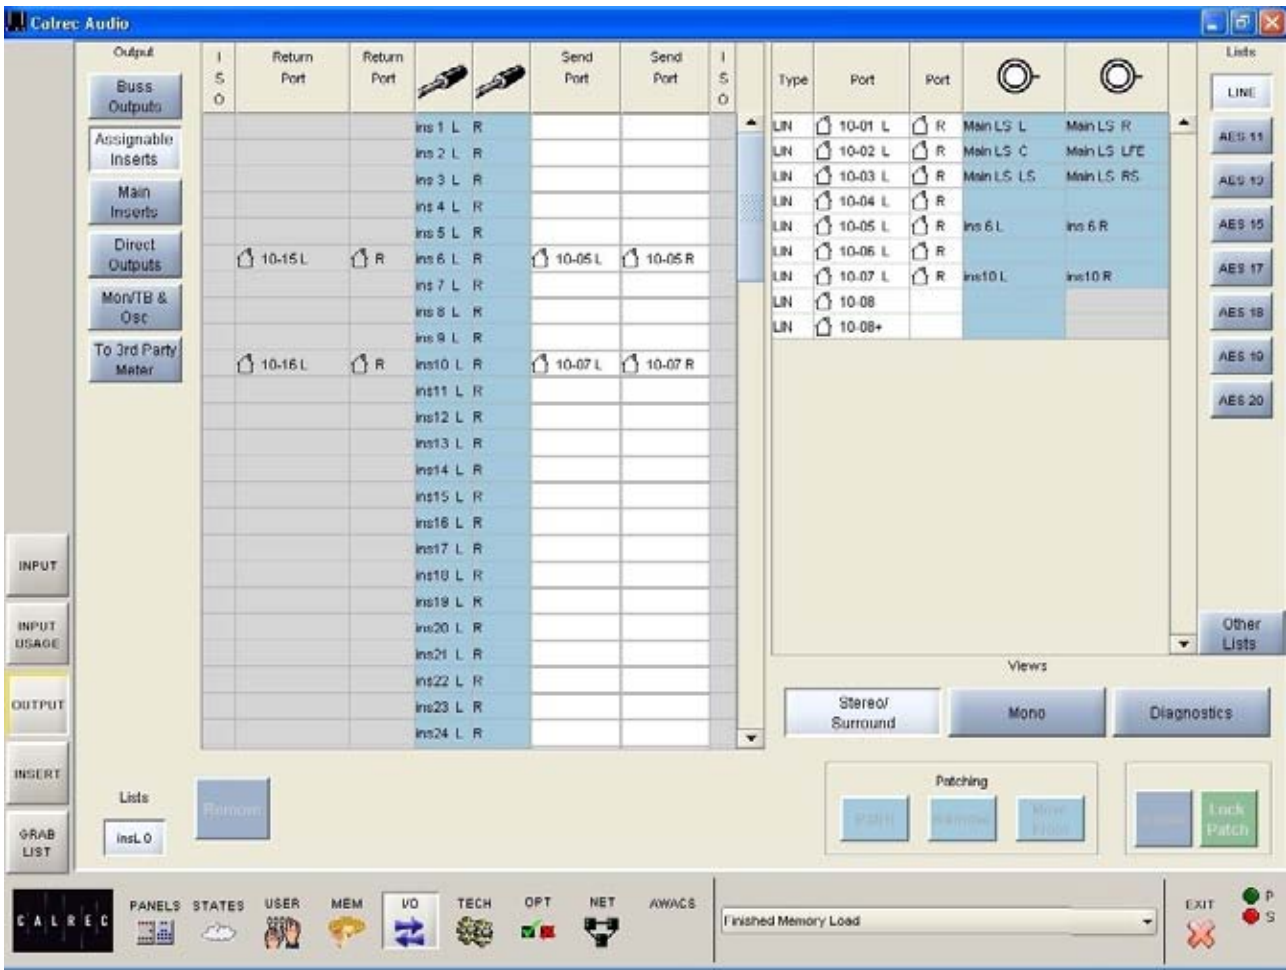 Calrec Audio
Output
Buss Outputs
Assignable Inserts
Main Inserts
Direct Outputs
Mon/TB & Osc
To 3rd Party Meter
I S O
Return Port
Return Port
Send Port
Send Port
I S O
ins 1 L R
ins 2 L R
ins 3 L R
ins 4 L R
ins 5 L R
10-15 L R ins 6 L R 10-05 L 10-05 R
ins 7 L R
ins 8 L R
ins 9 L R
10-16 L R ins10 L R 10-07 L 10-07 R
ins11 L R
ins12 L R
ins13 L R
ins14 L R
ins15 L R
ins16 L R
ins17 L R
ins18 L R
ins19 L R
ins20 L R
ins21 L R
ins22 L R
ins23 L R
ins24 L R
Type Port Port
LIN 10-01 L R Main LS L Main LS R
LIN 10-02 L R Main LS C Main LS LFE
LIN 10-03 L R Main LS LS Main LS RS
LIN 10-04 L R
LIN 10-05 L R ins 6 L ins 6 R
LIN 10-06 L R
LIN 10-07 L R ins10 L ins10 R
LIN 10-08
LIN 10-08+
Lists
LINE
AES 11
AES 13
AES 15
AES 17
AES 18
AES 19
AES 20
Other Lists
Views
Stereo/ Surround
Mono
Diagnostics
INPUT
INPUT USAGE
OUTPUT
INSERT
GRAB LIST
Lists
insL 0
Remove
Patching
Lock Patch
CALREC
PANELS
STATES
USER
MEM
I/O
TECH
OPT
NET
AWACS
Finished Memory Load
EXIT
P
S